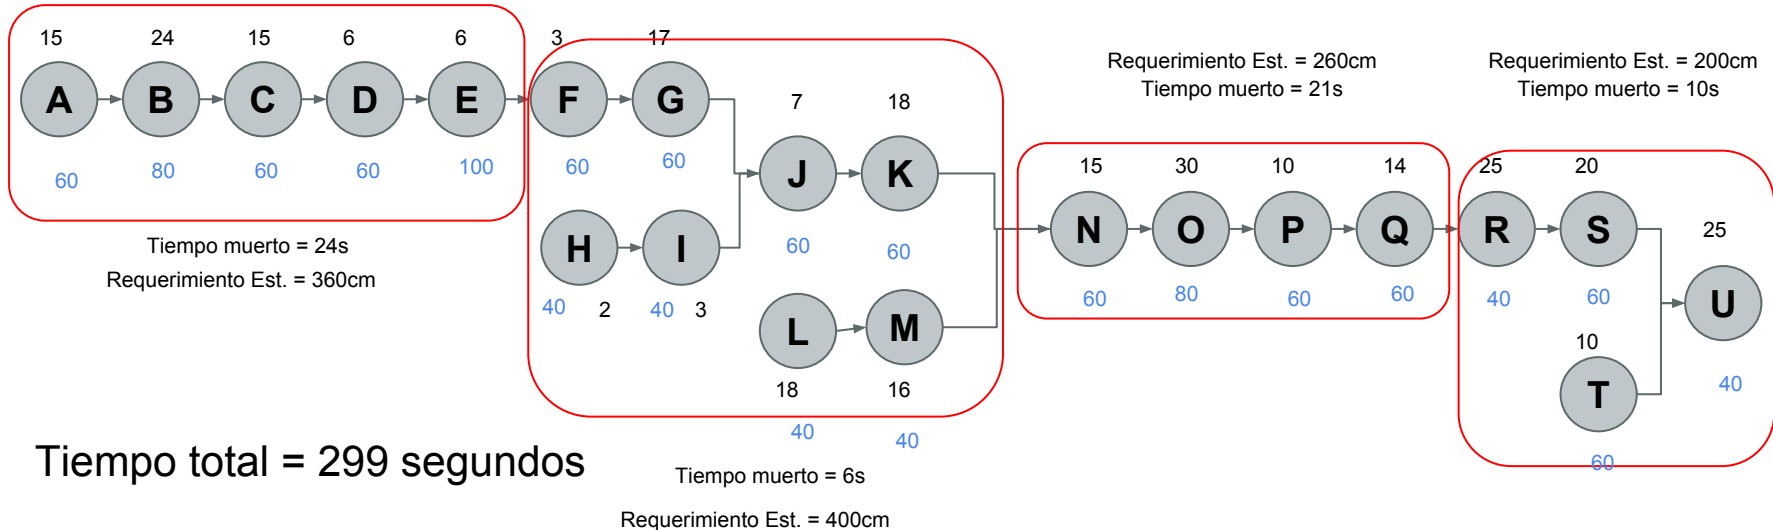 15 24 15 6 6
A B C D E
60 80 60 60 100
Tiempo muerto = 24s
Requerimiento Est. = 360cm
3 17
F G
60 60
7 18
J K
60 60
H I
40 2 40 3
L M
18 16
40 40
Tiempo muerto = 6s
Requerimiento Est. = 400cm
Requerimiento Est. = 260cm
Tiempo muerto = 21s
15 30 10 14
N O P Q
60 80 60 60
Requerimiento Est. = 200cm
Tiempo muerto = 10s
25 20
R S
40 60
25
U
40
10
T
60
Tiempo total = 299 segundos